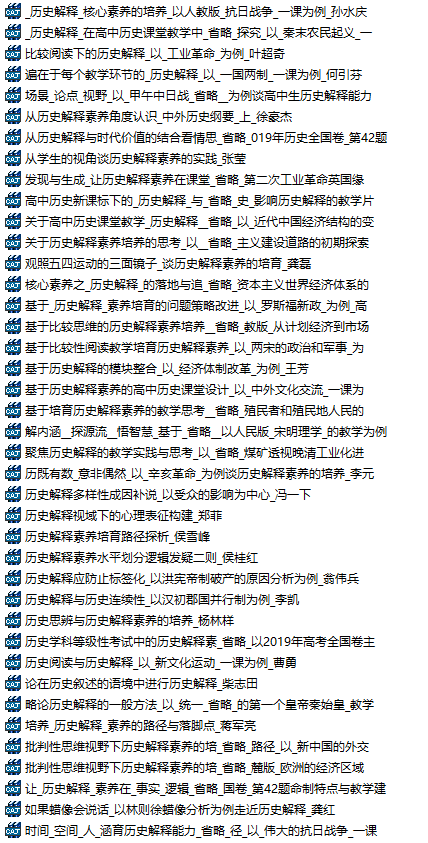 _历史解释_核心素养的培养_以人教版_抗日战争_一课为例_孙水庆
_历史解释_在高中历史课堂教学中_省略_探究_以_秦末农民起义_一
比较阅读下的历史解释_以_工业革命_为例_叶超奇
遍在于每个教学环节的_历史解释_以_一国两制_一课为例_何引芬
场景_论点_视野_以_甲午中日战_省略__为例谈高中生历史解释能力
从历史解释素养角度认识_中外历史纲要_上_徐豪杰
从历史解释与时代价值的结合看情思_省略_019年历史全国卷_第42题
从学生的视角谈历史解释素养的实践_张莹
发现与生成_让历史解释素养在课堂_省略_第二次工业革命英国缘
高中历史新课标下的_历史解释_与_省略_史_影响历史解释的教学片
关于高中历史课堂教学_历史解释__省略_以_近代中国经济结构的变
关于历史解释素养培养的思考_以__省略_主义建设道路的初期探索
观照五四运动的三面镜子_谈历史解释素养的培育_龚磊
核心素养之_历史解释_的落地与追_省略_资本主义世界经济体系的
基于_历史解释_素养培育的问题策略改进_以_罗斯福新政_为例_高
基于比较思维的历史解释素养培养__省略_教版_从计划经济到市场
基于比较性阅读教学培育历史解释素养_以_两宋的政治和军事_为
基于历史解释的模块整合_以_经济体制改革_为例_王芳
基于历史解释素养的高中历史课堂设计_以_中外文化交流_一课为
基于培育历史解释素养的教学思考__省略_殖民者和殖民地人民的
解内涵__探源流__悟智慧_基于_省略__以人民版_宋明理学_的教学为例
聚焦历史解释的教学实践与思考_以_省略_煤矿透视晚清工业化进
历既有数_意非偶然_以_辛亥革命_为例谈历史解释素养的培养_李元
历史解释多样性成因补说_以受众的影响为中心_冯一下
历史解释视域下的心理表征构建_郑菲
历史解释素养培育路径探析_侯雪峰
历史解释素养水平划分逻辑发疑二则_侯桂红
历史解释应防止标签化_以洪宪帝制破产的原因分析为例_翁伟兵
历史解释与历史连续性_以汉初郡国并行制为例_李凯
历史思辨与历史解释素养的培养_杨林祥
历史学科等级性考试中的历史解释素_省略_以2019年高考全国卷主
历史阅读与历史解释_以_新文化运动_一课为例_曹勇
论在历史叙述的语境中进行历史解释_柴志田
略论历史解释的一般方法_以_统一_省略_的第一个皇帝秦始皇_教学
培养_历史解释_素养的路径与落脚点_蒋军亮
批判性思维视野下历史解释素养的培_省略_路径_以_新中国的外交
批判性思维视野下历史解释素养的培_省略_麓版_欧洲的经济区域
让_历史解释_素养在_事实_逻辑_省略_国卷_第42题命制特点与教学建
如果蜡像会说话_以林则徐蜡像分析为例走近历史解释_龚红
时间_空间_人_涵育历史解释能力_省略_径_以_伟大的抗日战争_一课